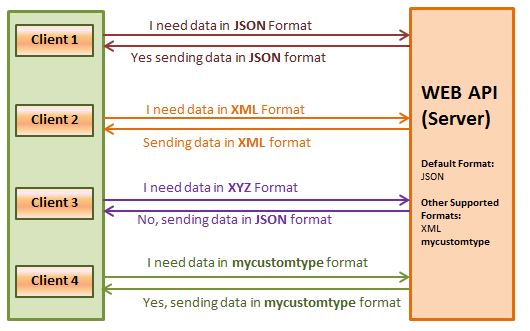 Client 1
I need data in JSON Format
Yes sending data in JSON format
Client 2
I need data in XML Format
Sending data in XML format
Client 3
I need data in XYZ Format
No, sending data in JSON format
Client 4
I need data in mycustomtype format
Yes, sending data in mycustomtype format
WEB API
(Server)
Default Format:
JSON
Other Supported
Formats:
XML
mycustomtype